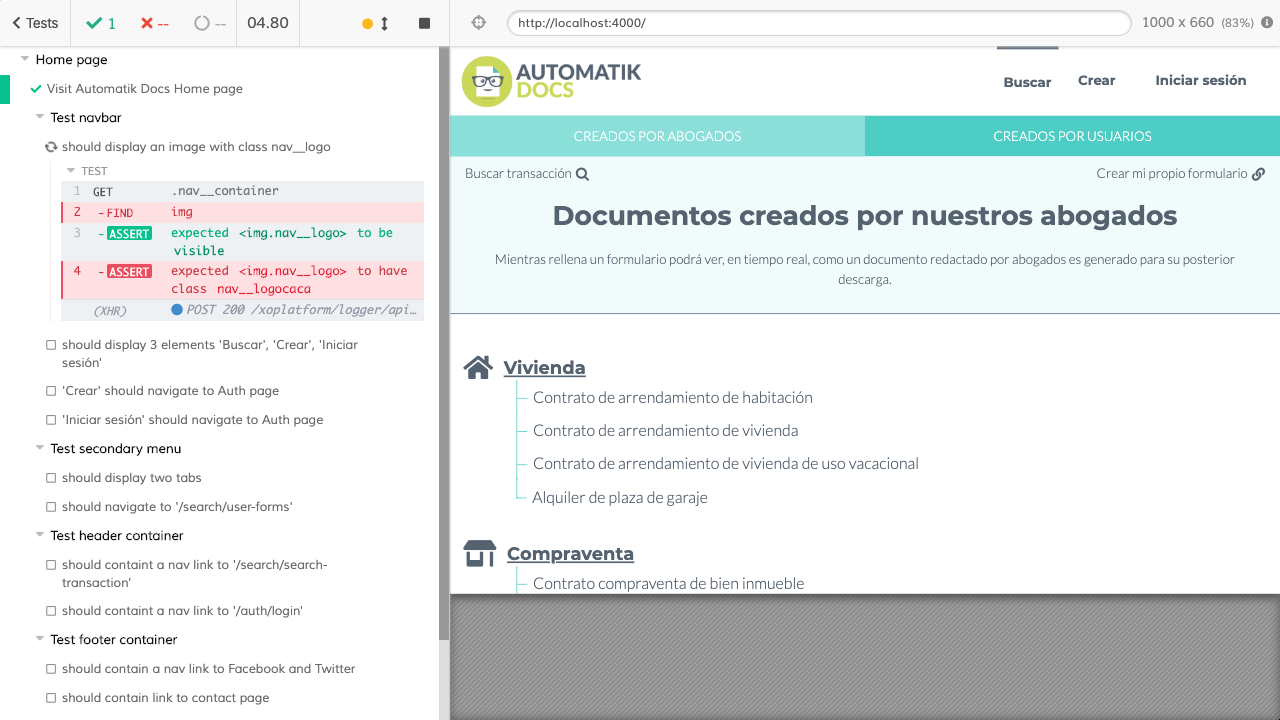 Tests 1 -- -- 04.80
Home page
Visit Automatik Docs Home page
Test navbar
should display an image with class nav__logo
TEST
1 GET .nav__container
2 - FIND img
3 - ASSERT expected <img.nav__logo> to be
visible
4 - ASSERT expected <img.nav__logo> to have
class nav__logocaca
(XHR) POST 200 /xoplatform/logger/api…
should display 3 elements 'Buscar', 'Crear', 'Iniciar
sesión'
'Crear' should navigate to Auth page
'Iniciar sesión' should navigate to Auth page
Test secondary menu
should display two tabs
should navigate to '/search/user-forms'
Test header container
should containt a nav link to '/search/search-
transaction'
should containt a nav link to '/auth/login'
Test footer container
should contain a nav link to Facebook and Twitter
should contain link to contact page
http://localhost:4000/ 1000 x 660 (83%)
AUTOMATIK
DOCS
Buscar Crear Iniciar sesión
CREADOS POR ABOGADOS CREADOS POR USUARIOS
Buscar transacción Crear mi propio formulario
Documentos creados por nuestros abogados
Mientras rellena un formulario podrá ver, en tiempo real, como un documento redactado por abogados es generado para su posterior
descarga.
Vivienda
Contrato de arrendamiento de habitación
Contrato de arrendamiento de vivienda
Contrato de arrendamiento de vivienda de uso vacacional
Alquiler de plaza de garaje
Compraventa
Contrato compraventa de bien inmueble